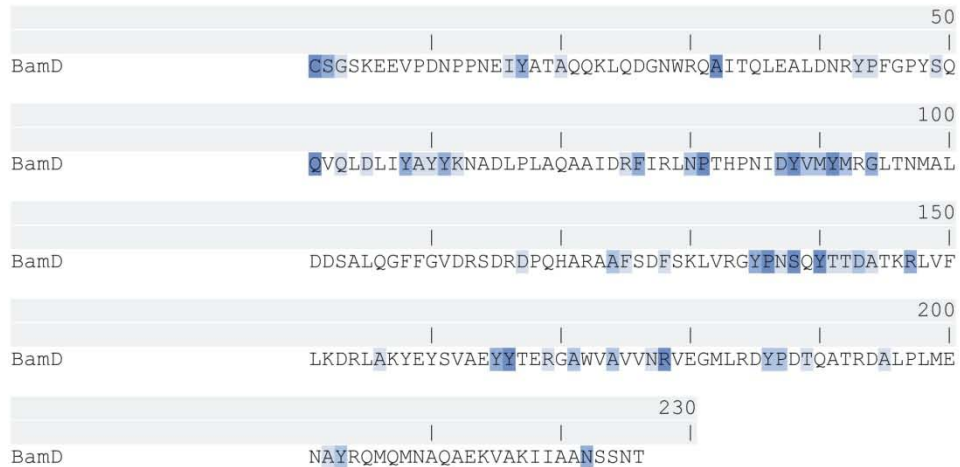 50
| | | | |
BamD CSGSKEEVPDNPPNEIYATAQQKLQDGNWRQAITQLEALDNRYPFGPYSQ
100
| | | | |
BamD QVQLDLIYAYYKNADLPLAQAAIDRFIRLNPTHPNIDYVMYMRGLTNMAL
150
| | | | |
BamD DDSALQGFFGVDRSDRDPQHARAAFSDFSKLVRGYPNSQYTTDATKRLVF
200
| | | | |
BamD LKDRLAKYEYSVAEYYTERGAWVAVVNRVEGMLRDYPDTQATRDALPLME
230
| | |
BamD NAYRQMQMNAQAEKVAKIIAANSSNT